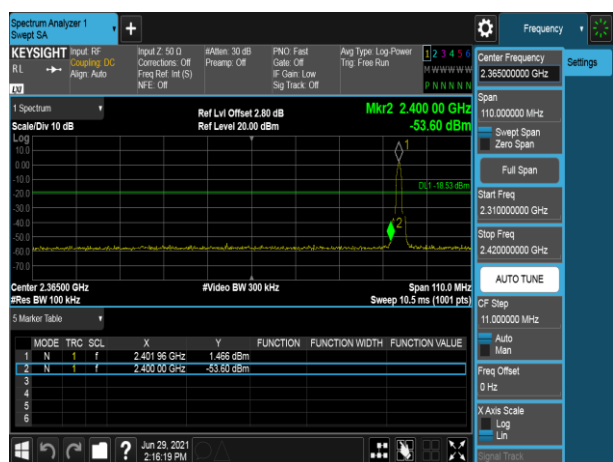 Spectrum Analyzer 1
Swept SA
Frequency
KEYSIGHT
RL
LXI
Input: RF
Coupling: DC
Align: Auto
Input Z: 50 Ω
Corrections: Off
Freq Ref: Int (S)
NFE: Off
#Atten: 30 dB
Preamp: Off
PNO: Fast
Gate: Off
IF Gain: Low
Sig Track: Off
Avg Type: Log-Power
Trig: Free Run
1 2 3 4 5 6
M W W W W W
P N N N N N
1 Spectrum
Scale/Div 10 dB
Ref Lvl Offset 2.80 dB
Ref Level 20.00 dBm
Mkr2 2.400 00 GHz
-53.60 dBm
Log
10.0
0.00
-10.0
-20.0
-30.0
-40.0
-50.0
-60.0
-70.0
1
DL1 -18.53 dBm
2
Center 2.36500 GHz
#Res BW 100 kHz
#Video BW 300 kHz
Span 110.0 MHz
Sweep 10.5 ms (1001 pts)
5 Marker Table
MODE TRC SCL X Y FUNCTION FUNCTION WIDTH FUNCTION VALUE
1 N 1 f 2.401 96 GHz 1.466 dBm
2 N 1 f 2.400 00 GHz -53.60 dBm
3
4
5
6
Jun 29, 2021
2:16:19 PM
Center Frequency
2.365000000 GHz
Settings
Span
110.000000 MHz
Swept Span
Zero Span
Full Span
Start Freq
2.310000000 GHz
Stop Freq
2.420000000 GHz
AUTO TUNE
CF Step
11.000000 MHz
Auto
Man
Freq Offset
0 Hz
X Axis Scale
Log
Lin
Signal Track